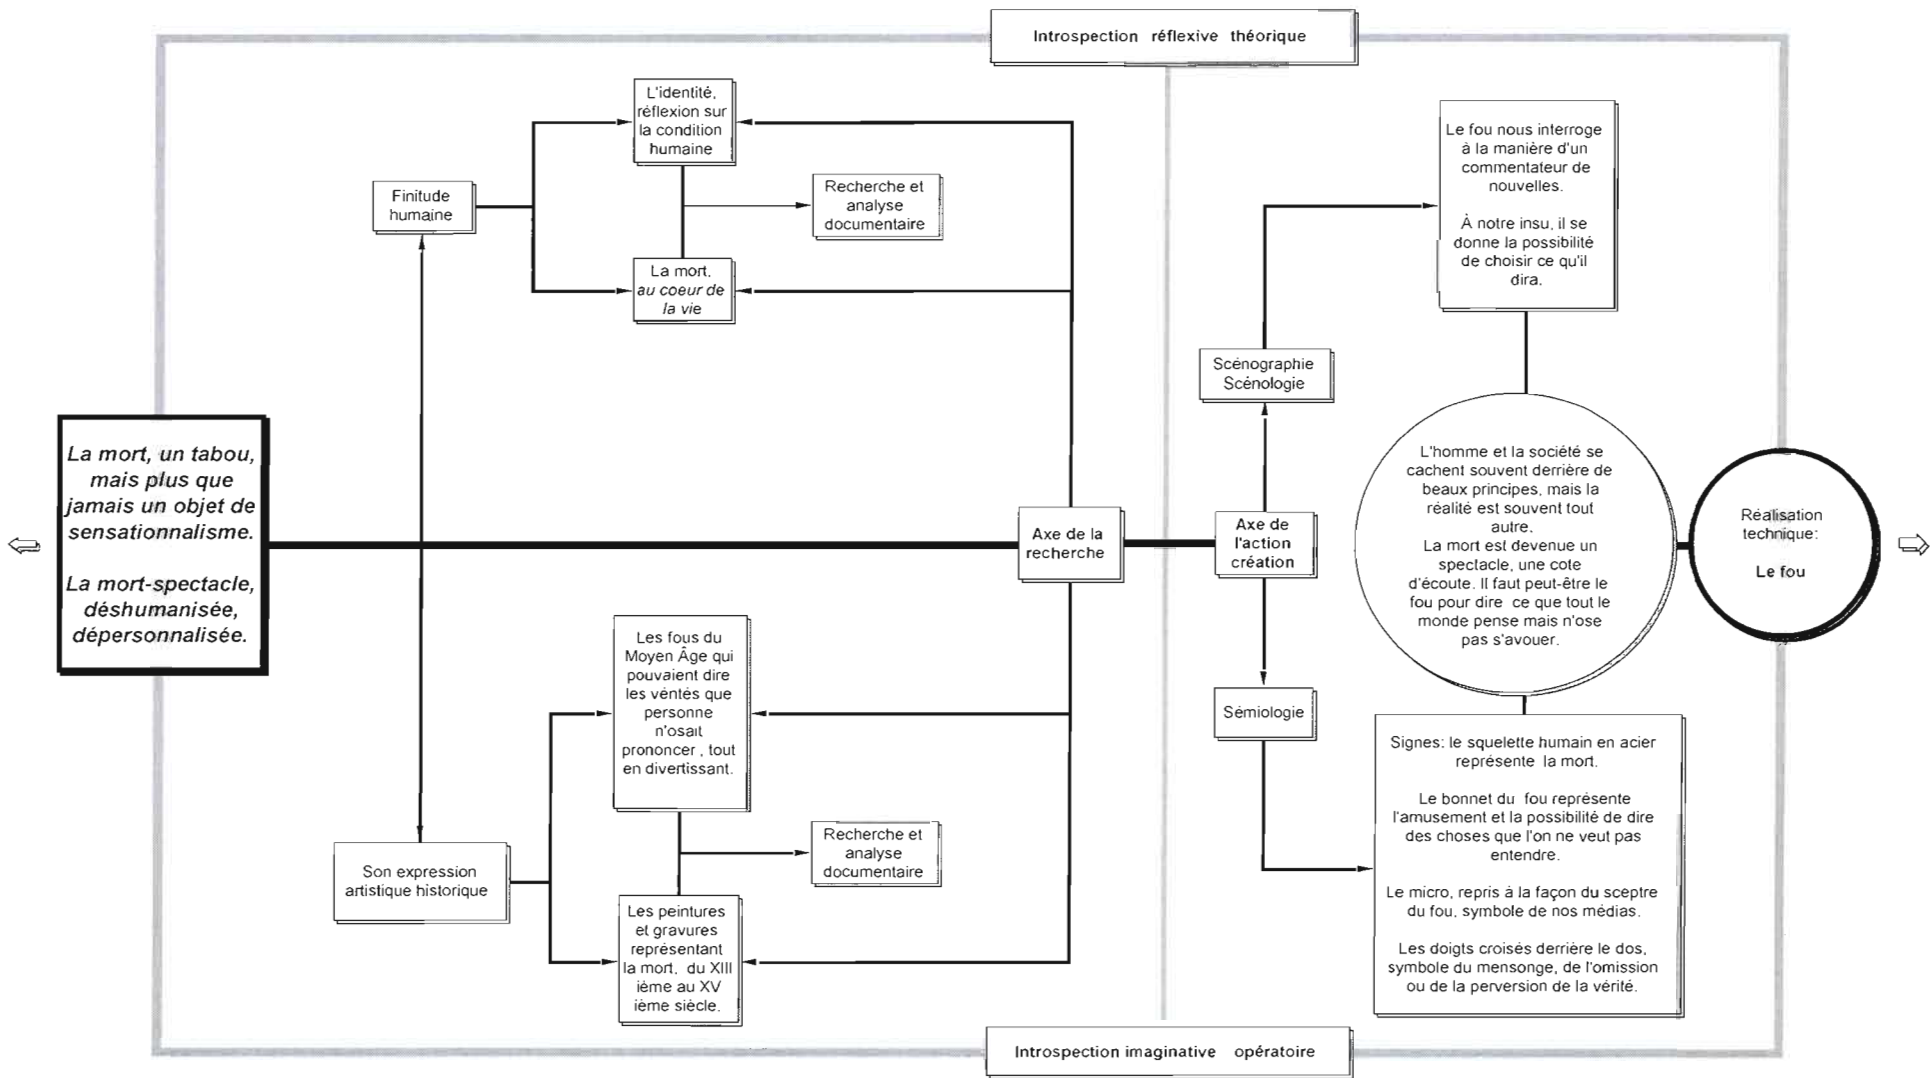 Introspection réflexive théorique
L'identité,
réflexion sur
la condition
humaine
Finitude
humaine
Recherche et
analyse
documentaire
La mort,
au coeur de
la vie
La mort, un tabou,
mais plus que
jamais un objet de
sensationnalisme.
La mort-spectacle,
déshumanisée,
dépersonnalisée.
Axe de la
recherche
Les fous du
Moyen Âge qui
pouvaient dire
les véntés que
personne
n'osait
prononcer , tout
en divertissant.
Recherche et
analyse
documentaire
Son expression
artistique historique
Les peintures
et gravures
représentant
la mort, du XIII
ième au XV
ième siècle.
Le fou nous interroge
à la manière d'un
commentateur de
nouvelles.
À notre insu, il se
donne la possibilité
de choisir ce qu'il
dira.
Scénographie
Scénologie
Axe de
l'action
création
L'homme et la société se
cachent souvent derrière de
beaux principes, mais la
réalité est souvent tout
autre.
La mort est devenue un
spectacle, une cote
d'écoute. Il faut peut-être le
fou pour dire ce que tout le
monde pense mais n'ose
pas s'avouer.
Réalisation
technique:
Le fou
Sémiologie
Signes: le squelette humain en acier
représente la mort.
Le bonnet du fou représente
l'amusement et la possibilité de dire
des choses que l'on ne veut pas
entendre.
Le micro, repris à la façon du sceptre
du fou, symbole de nos médias.
Les doigts croisés derrière le dos,
symbole du mensonge, de l'omission
ou de la perversion de la vérité.
Introspection imaginative opératoire